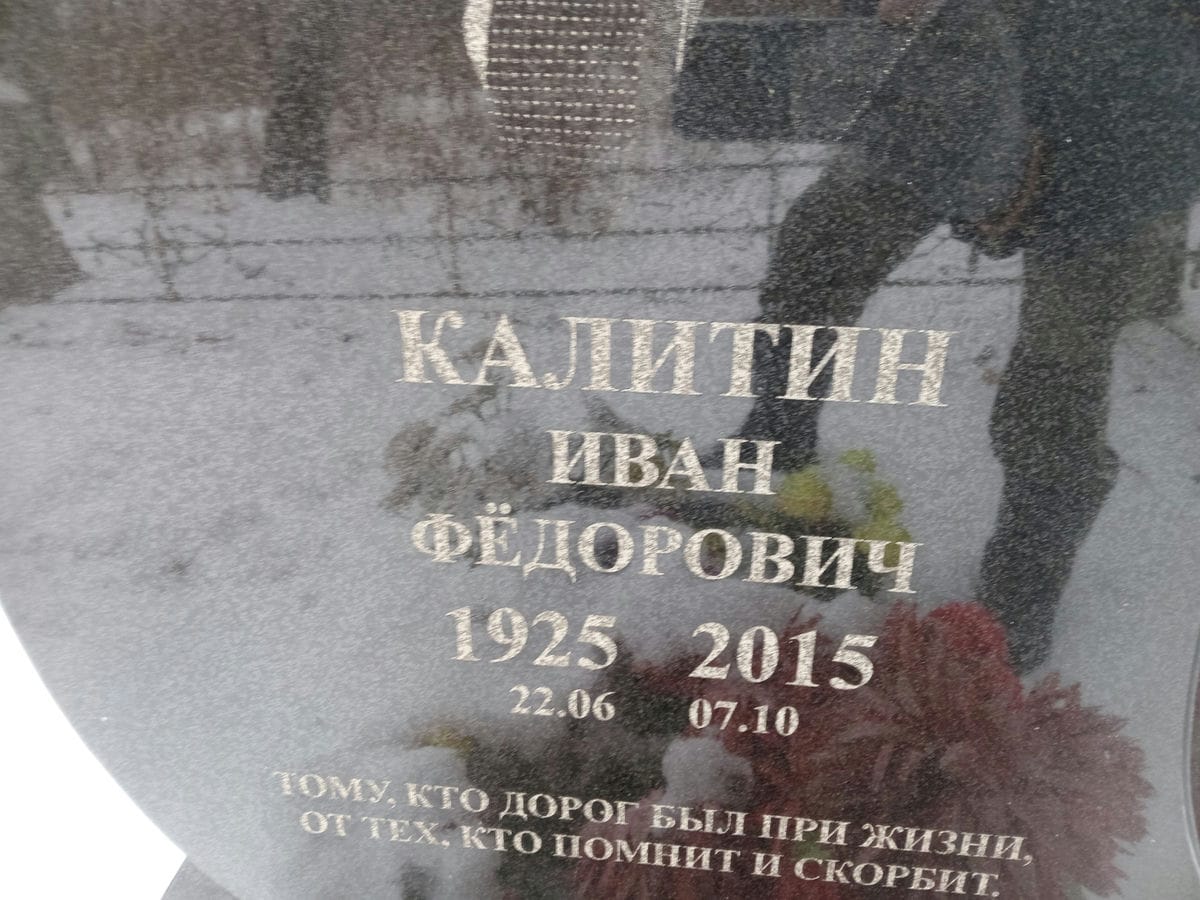 КАЛИТИН
ИВАН
ФЁДОРОВИЧ
1925 2015
22.06 07.10
ТОМУ, КТО ДОРОГ БЫЛ ПРИ ЖИЗНИ,
ОТ ТЕХ, КТО ПОМНИТ И СКОРБИТ.